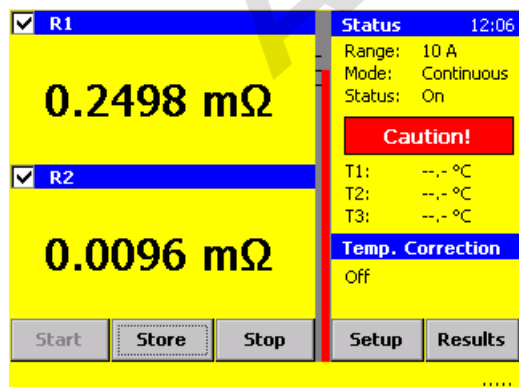 R1
0.2498 mΩ
R2
0.0096 mΩ
Start Store Stop
Status 12:06
Range: 10 A
Mode: Continuous
Status: On
Caution!
T1: --.- °C
T2: --.- °C
T3: --.- °C
Temp. Correction
Off
Setup Results
.....